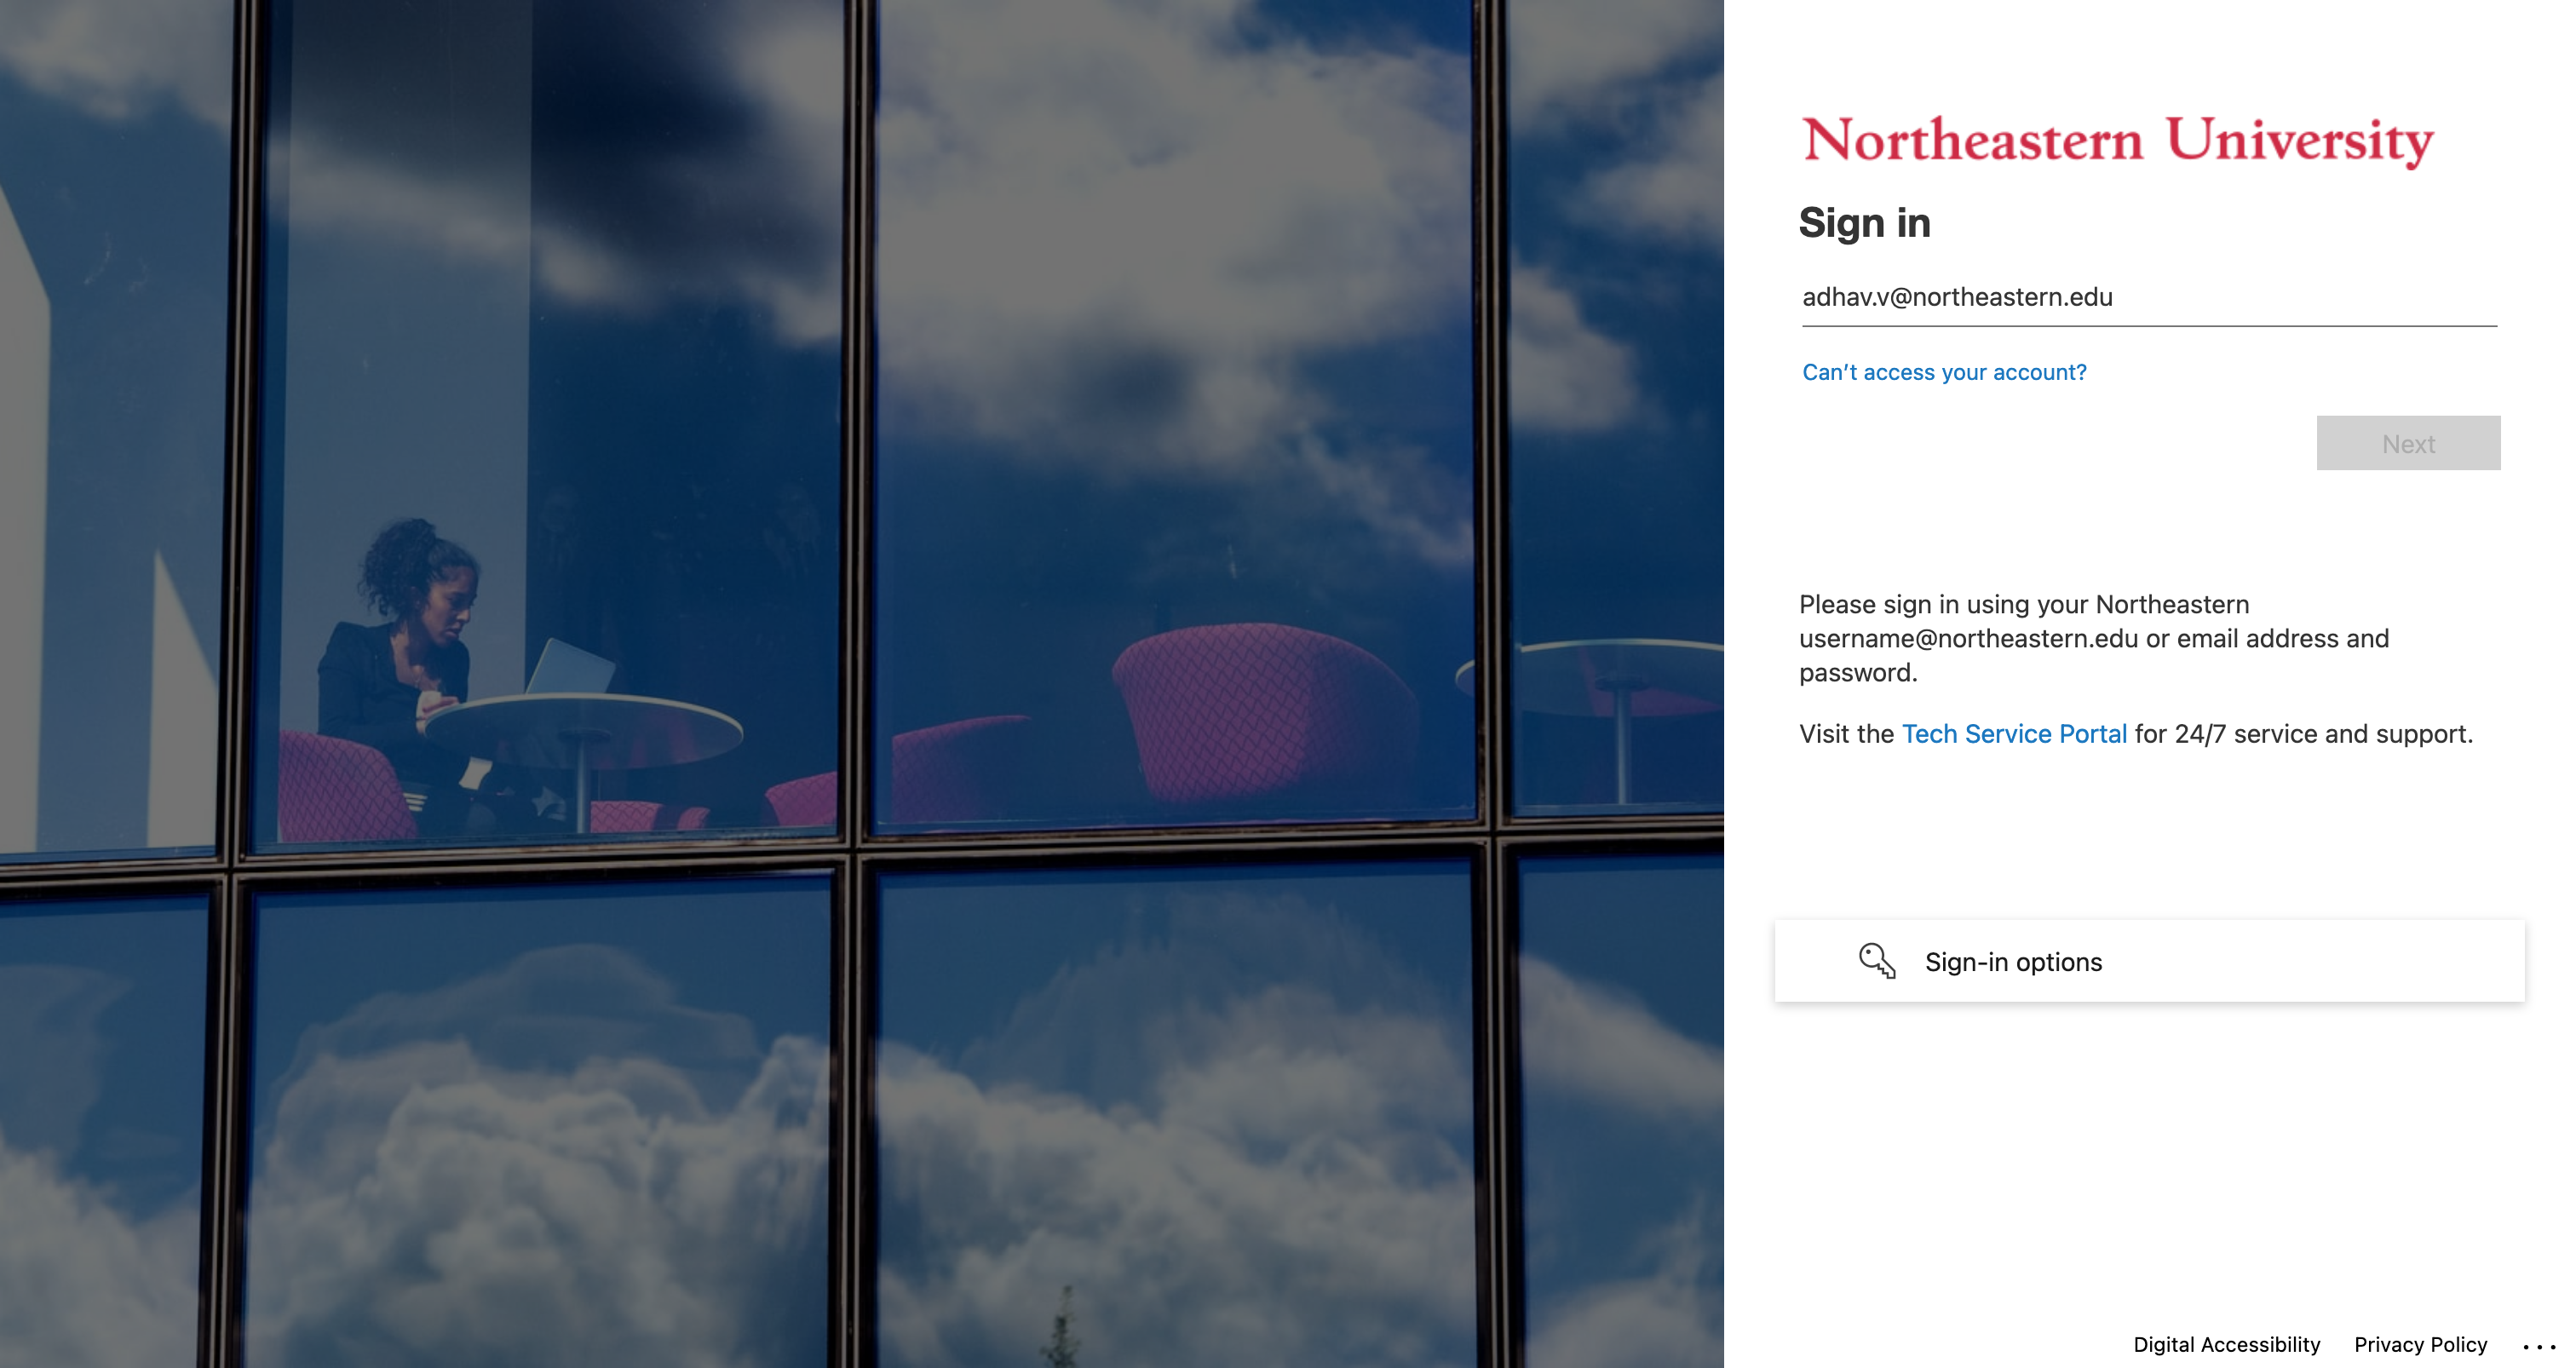 Northeastern University
Sign in
adhav.v@northeastern.edu
Can't access your account?
Next
Please sign in using your Northeastern
username@northeastern.edu or email address and
password.
Visit the Tech Service Portal for 24/7 service and support.
Sign-in options
Digital Accessibility Privacy Policy ...